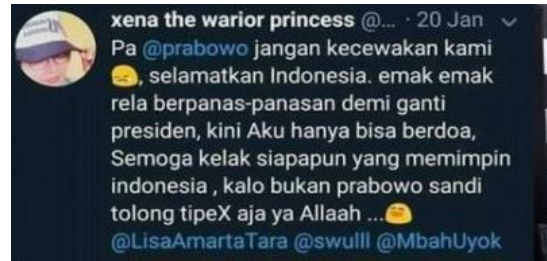 xena the warior princess @... · 20 Jan
Pa @prabowo jangan kecewakan kami
😢, selamatkan Indonesia. emak emak
rela berpanas-panasan demi ganti
presiden, kini Aku hanya bisa berdoa,
Semoga kelak siapapun yang memimpin
indonesia , kalo bukan prabowo sandi
tolong tipeX aja ya Allaah ...😄
@LisaAmartaTara @swulll @MbahUyok